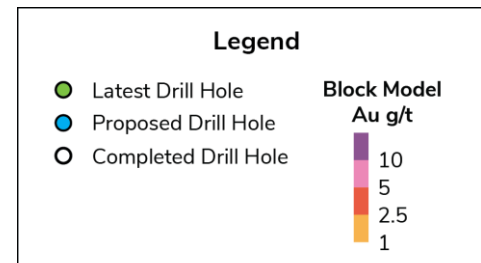 Legend
Latest Drill Hole
Proposed Drill Hole
Completed Drill Hole
Block Model
Au g/t
10
5
2.5
1